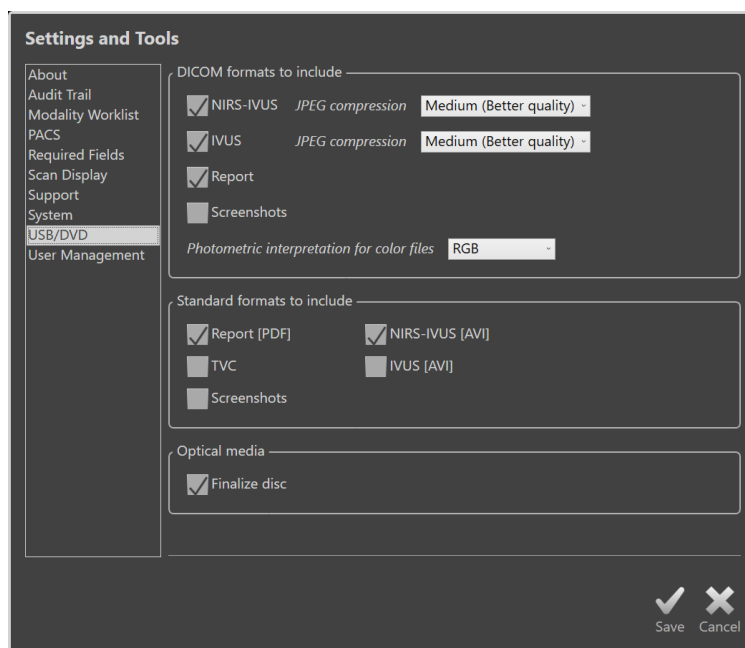 Settings and Tools
About
Audit Trail
Modality Worklist
PACS
Required Fields
Scan Display
Support
System
USB/DVD
User Management
DICOM formats to include
NIRS-IVUS JPEG compression Medium (Better quality)
IVUS JPEG compression Medium (Better quality)
Report
Screenshots
Photometric interpretation for color files RGB
Standard formats to include
Report [PDF] NIRS-IVUS [AVI]
TVC IVUS [AVI]
Screenshots
Optical media
Finalize disc
Save Cancel